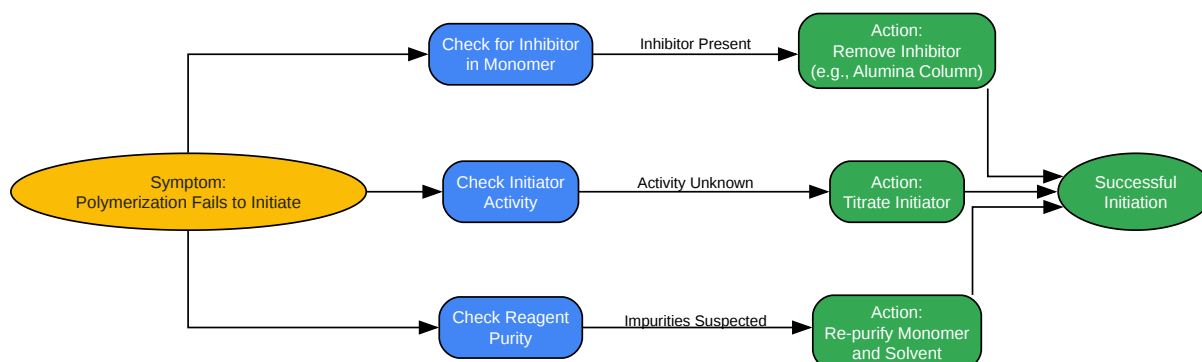 Check for Inhibitor
in Monomer
Inhibitor Present
Action:
Remove Inhibitor
(e.g., Alumina Column)
Symptom:
Polymerization Fails to Initiate
Check Initiator
Activity
Activity Unknown
Action:
Titrate Initiator
Successful
Initiation
Check Reagent
Purity
Impurities Suspected
Action:
Re-purify Monomer
and Solvent